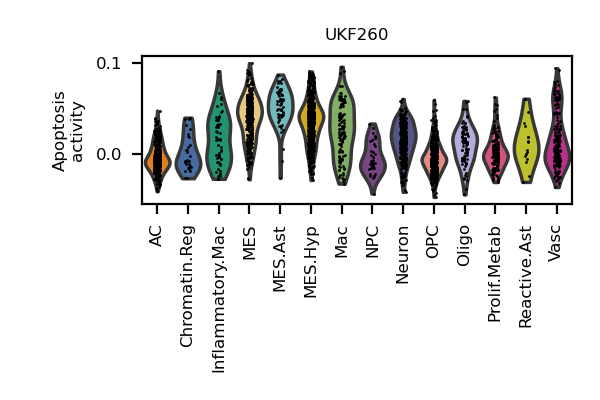 UKF260
Apoptosis
activity
0.1
0.0
AC
Chromatin.Reg
Inflammatory.Mac
MES
MES.Ast
MES.Hyp
Mac
NPC
Neuron
OPC
Oligo
Prolif.Metab
Reactive.Ast
Vasc